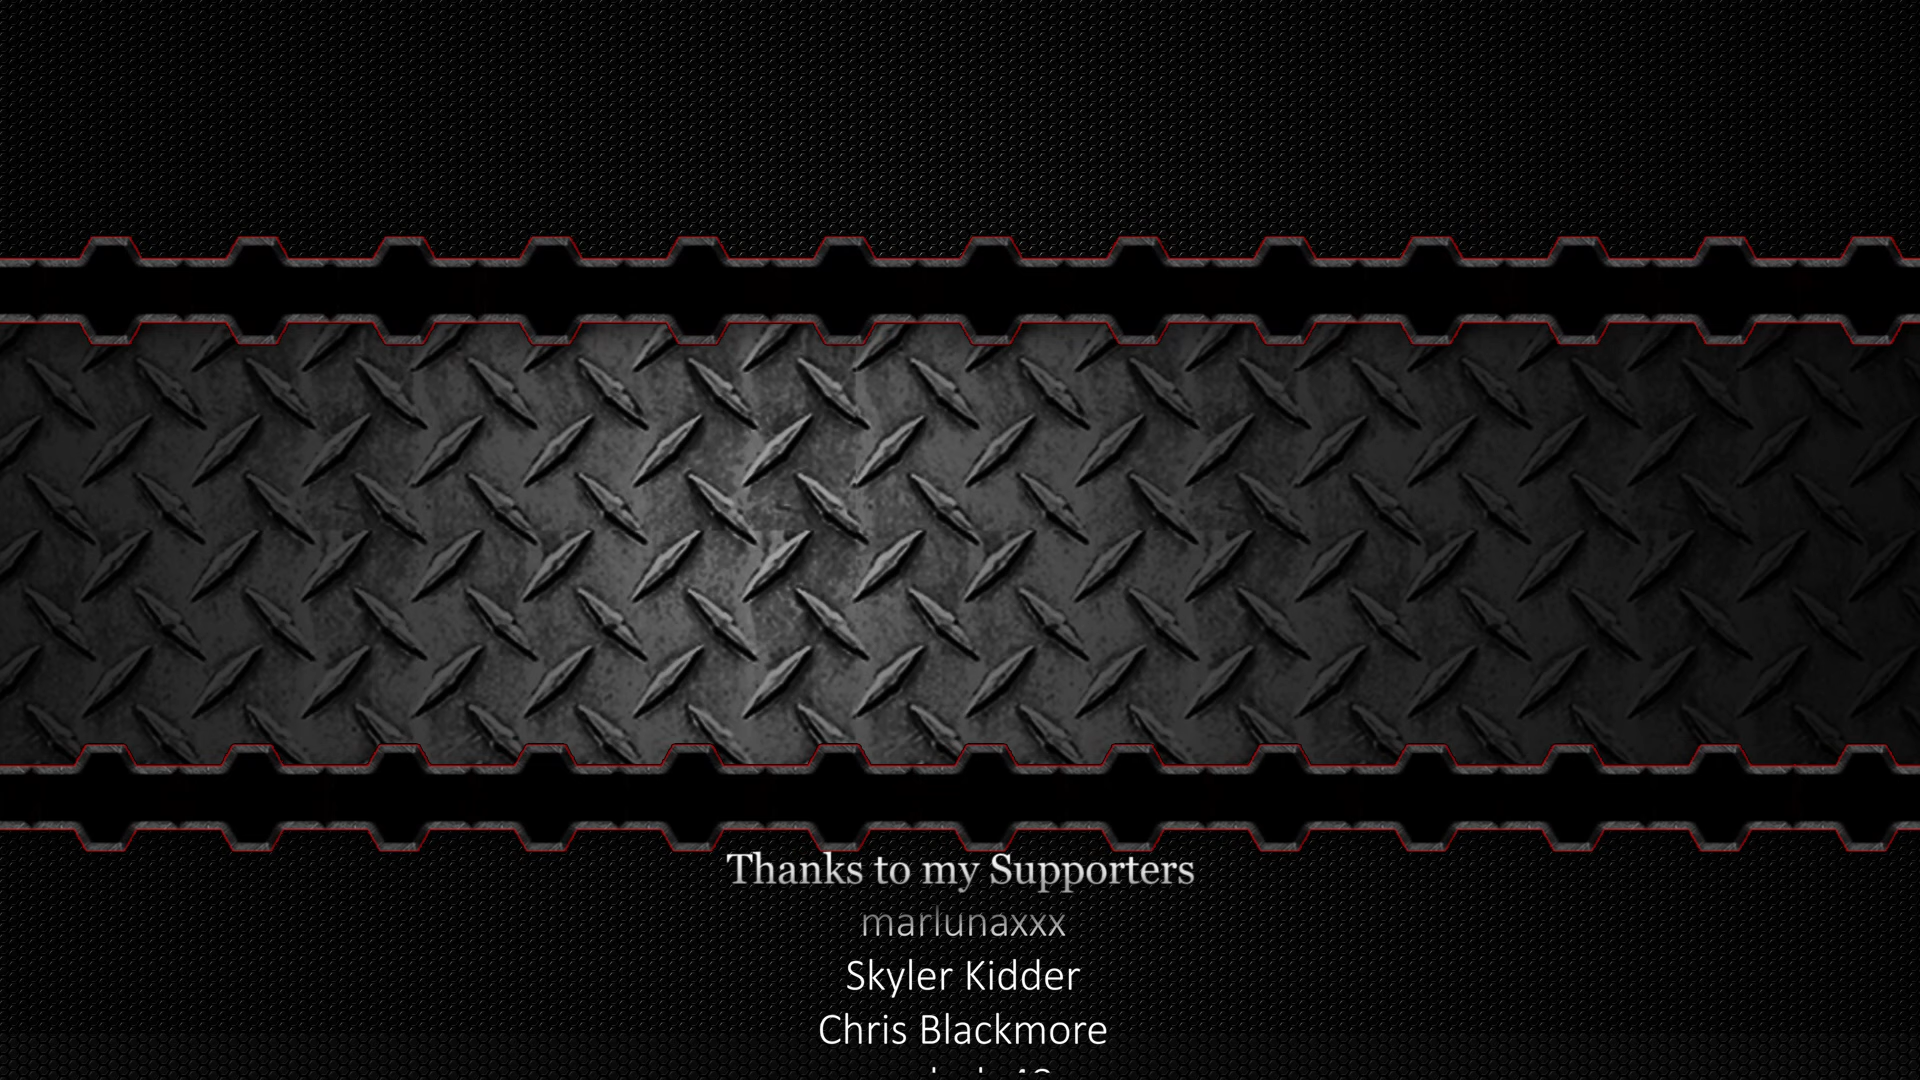 Thanks to my Supporters
marlunaxxx
Skyler Kidder
Chris Blackmore